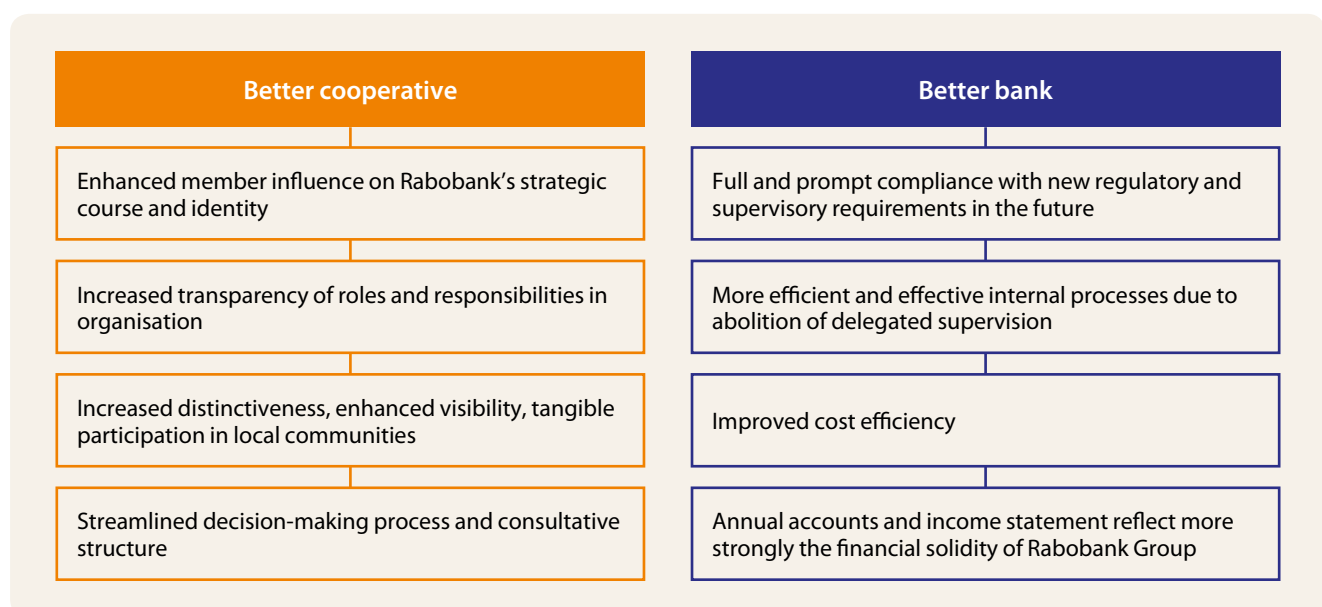 Better cooperative
Enhanced member influence on Rabobank’s strategic
course and identity
Increased transparency of roles and responsibilities in
organisation
Increased distinctiveness, enhanced visibility, tangible
participation in local communities
Streamlined decision-making process and consultative
structure
Better bank
Full and prompt compliance with new regulatory and
supervisory requirements in the future
More efficient and effective internal processes due to
abolition of delegated supervision
Improved cost efficiency
Annual accounts and income statement reflect more
strongly the financial solidity of Rabobank Group